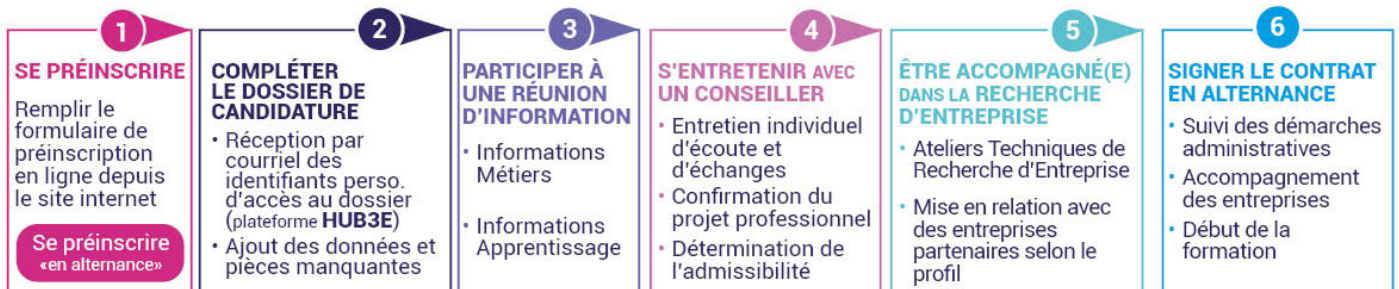 1
SE PRÉINSCRIRE
Remplir le
formulaire de
préinscription
en ligne depuis
le site internet
Se préinscrire
«en alternance»
2
COMPLÉTER
LE DOSSIER DE
CANDIDATURE
• Réception par
courriel des
identifiants perso.
d'accès au dossier
(plateforme HUB3E)
• Ajout des données et
pièces manquantes
3
PARTICIPER À
UNE RÉUNION
D'INFORMATION
• Informations
Métiers
• Informations
Apprentissage
4
S'ENTRETENIR AVEC
UN CONSEILLER
• Entretien individuel
d'écoute et
d'échanges
• Confirmation du
projet professionnel
• Détermination de
l'admissibilité
5
ÊTRE ACCOMPAGNÉ(E)
DANS LA RECHERCHE
D'ENTREPRISE
• Ateliers Techniques de
Recherche d'Entreprise
• Mise en relation avec
des entreprises
partenaires selon le
profil
6
SIGNER LE CONTRAT
EN ALTERNANCE
• Suivi des démarches
administratives
• Accompagnement
des entreprises
• Début de la
formation